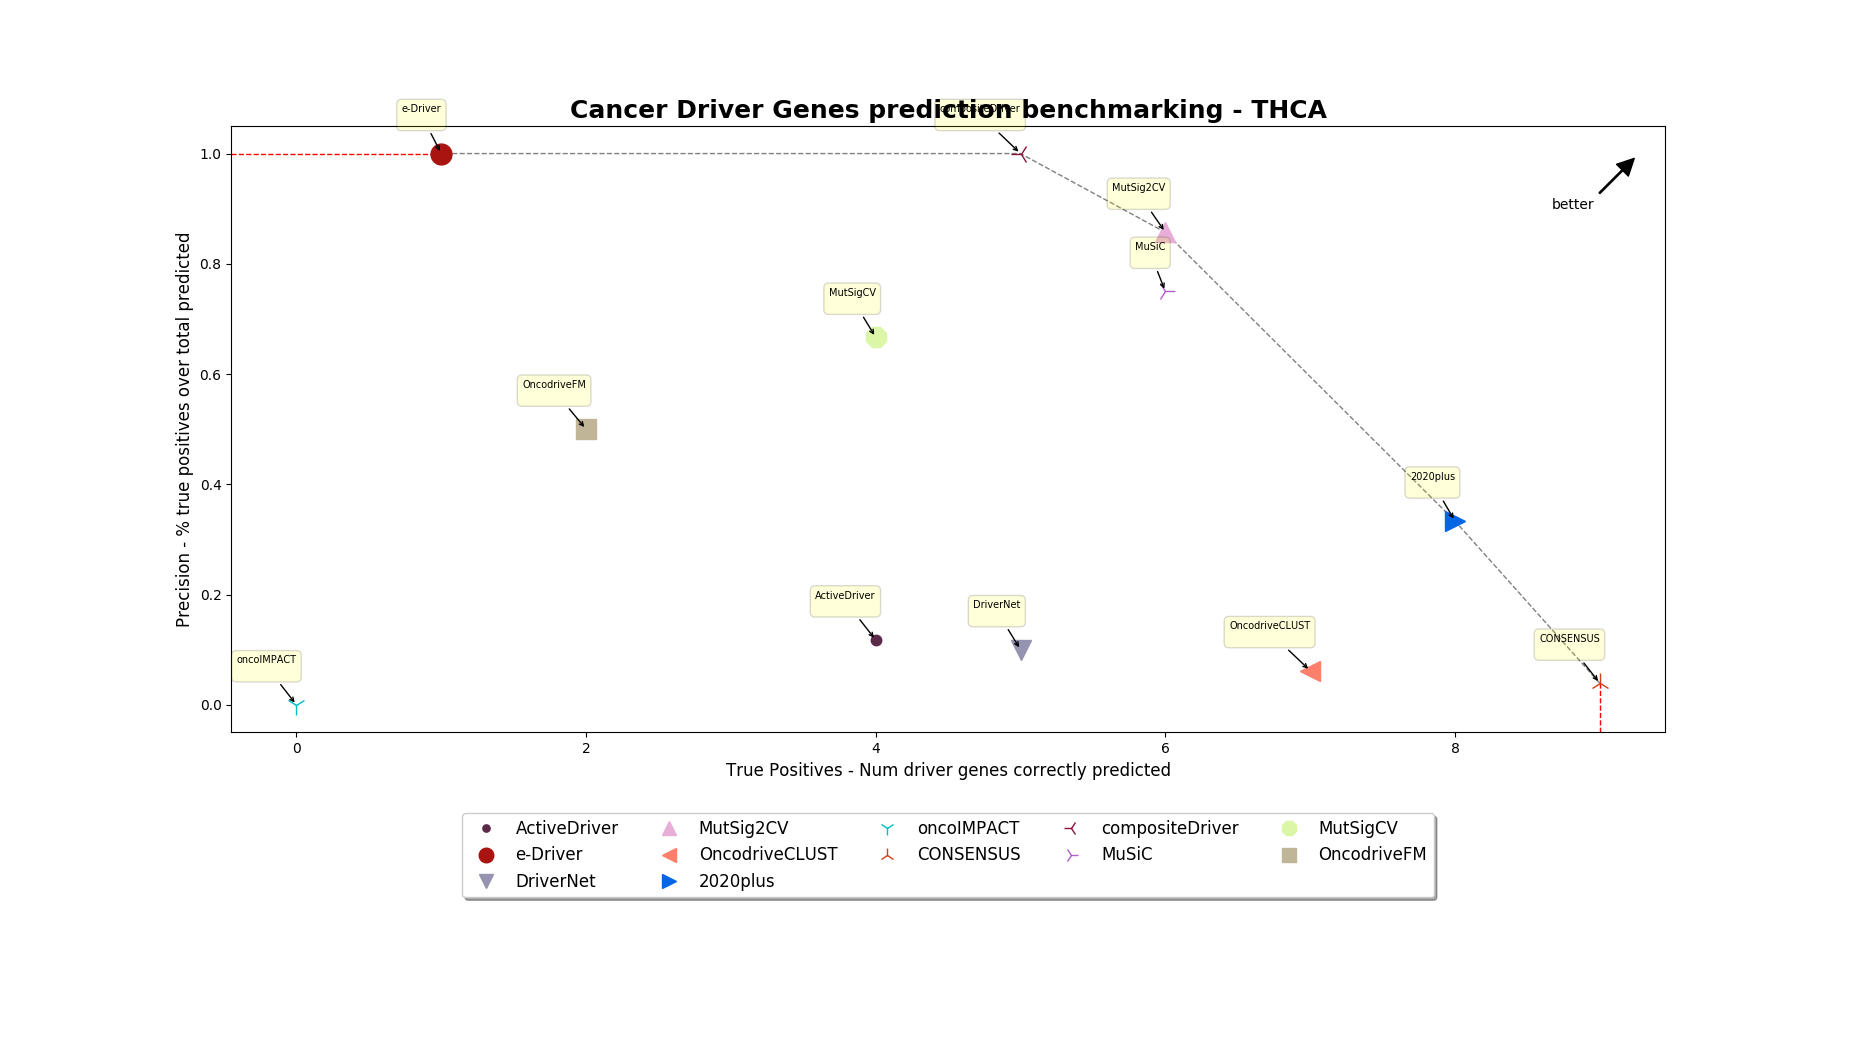 Cancer Driver Genes prediction benchmarking - THCA
e-Driver
compositeDriver
MutSig2CV
MuSiC
better
MutSigCV
OncodriveFM
2020plus
ActiveDriver
DriverNet
OncodriveCLUST
CONSENSUS
oncoIMPACT
Precision - % true positives over total predicted
1.0
0.8
0.6
0.4
0.2
0.0
0 2 4 6 8
True Positives - Num driver genes correctly predicted
ActiveDriver MutSig2CV oncoIMPACT compositeDriver MutSigCV
e-Driver OncodriveCLUST CONSENSUS MuSiC OncodriveFM
DriverNet 2020plus